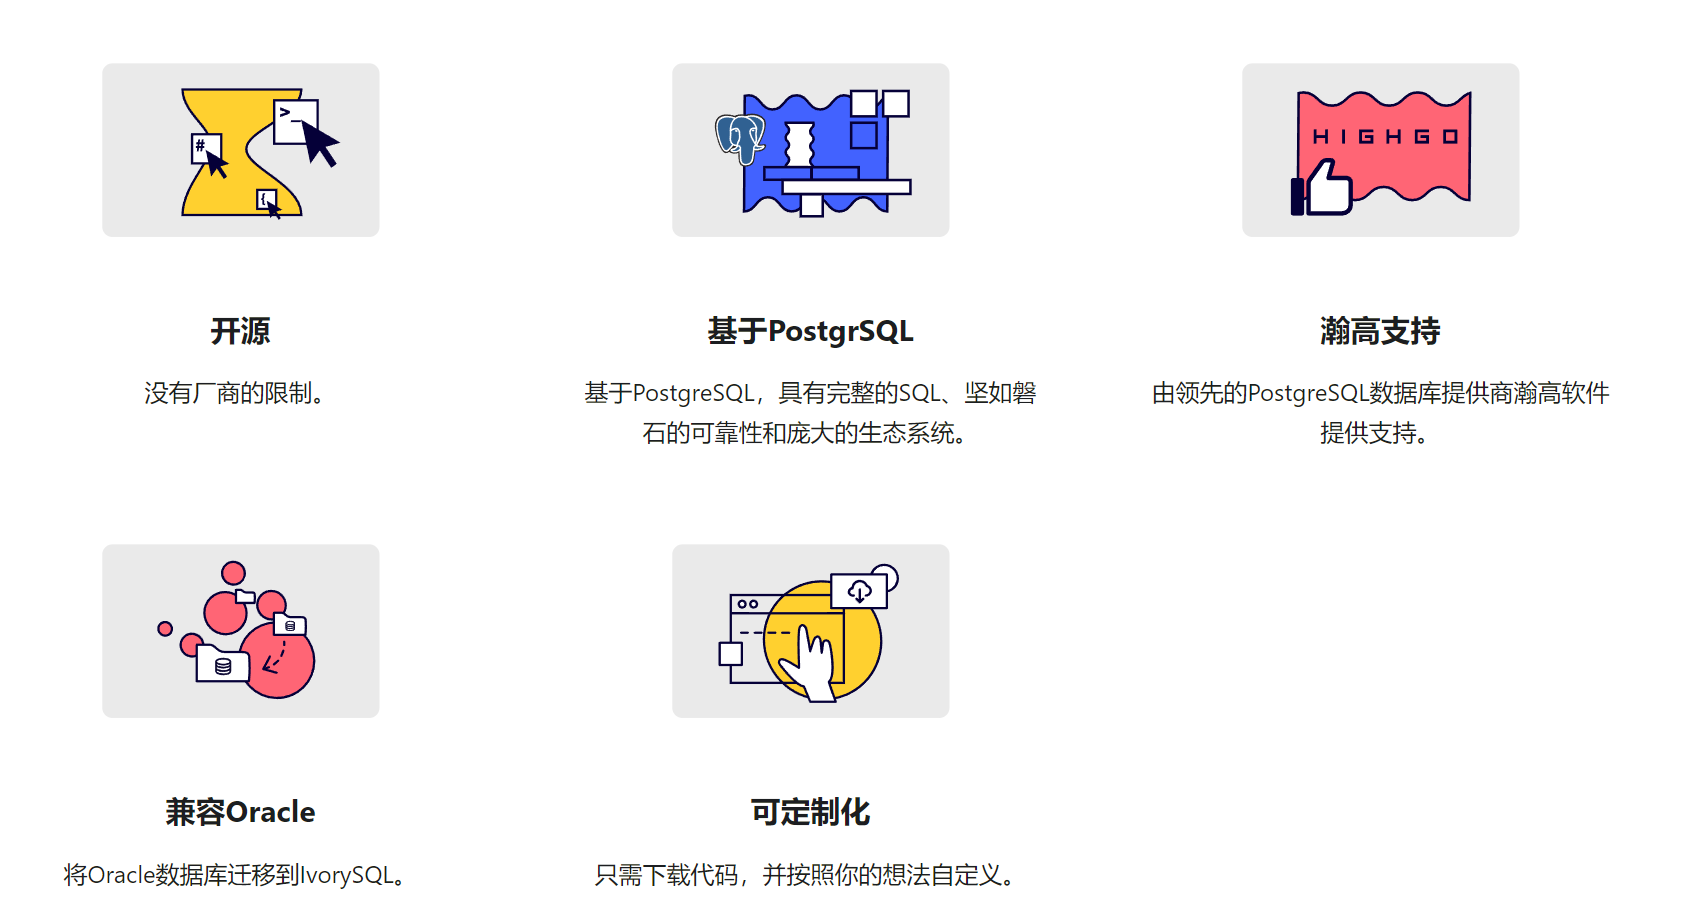 >_
#
{
HIGHGO
开源
没有厂商的限制。
基于PostgrSQL
基于PostgreSQL，具有完整的SQL、坚如磐
石的可靠性和庞大的生态系统。
瀚高支持
由领先的PostgreSQL数据库提供商瀚高软件
提供支持。
兼容Oracle
将Oracle数据库迁移到IvorySQL。
可定制化
只需下载代码，并按照你的想法自定义。